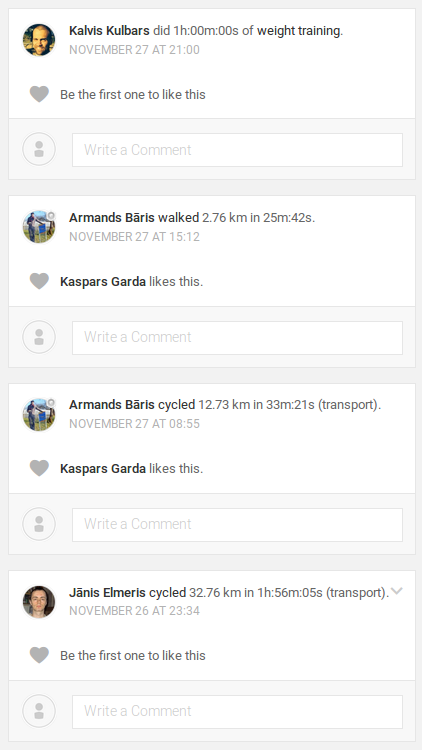 Kalvis Kulbars did 1h:00m:00s of weight training.
NOVEMBER 27 AT 21:00
Be the first one to like this
Write a Comment
Armands Bāris walked 2.76 km in 25m:42s.
NOVEMBER 27 AT 15:12
Kaspars Garda likes this.
Write a Comment
Armands Bāris cycled 12.73 km in 33m:21s (transport).
NOVEMBER 27 AT 08:55
Kaspars Garda likes this.
Write a Comment
Jānis Elmeris cycled 32.76 km in 1h:56m:05s (transport).
NOVEMBER 26 AT 23:34
Be the first one to like this
Write a Comment